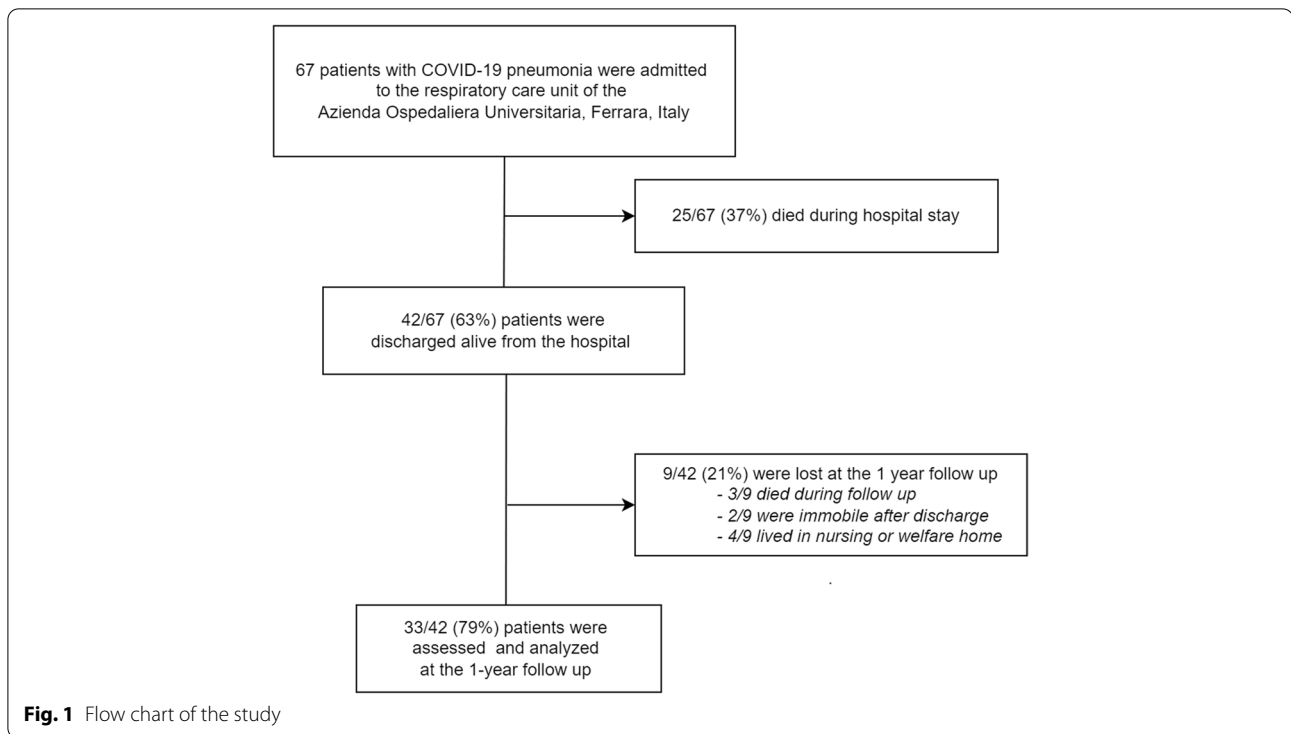 67 patients with COVID-19 pneumonia were admitted
to the respiratory care unit of the
Azienda Ospedaliera Universitaria, Ferrara, Italy
25/67 (37%) died during hospital stay
42/67 (63%) patients were
discharged alive from the hospital
9/42 (21%) were lost at the 1 year follow up
- 3/9 died during follow up
- 2/9 were immobile after discharge
- 4/9 lived in nursing or welfare home
.
33/42 (79%) patients were
assessed and analyzed
at the 1-year follow up
Fig. 1 Flow chart of the study